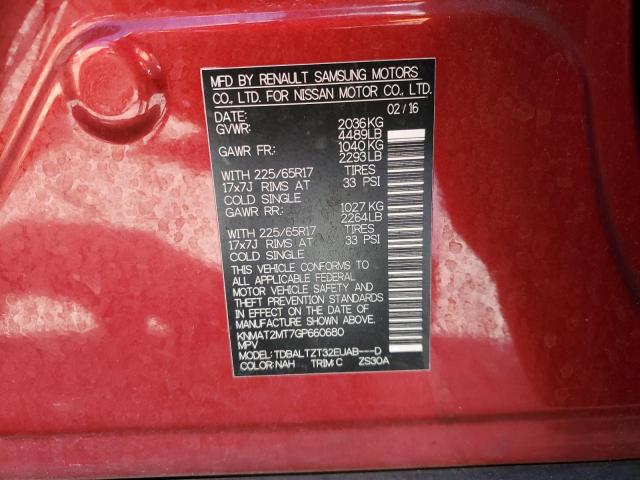 MFD BY RENAULT SAMSUNG MOTORS
CO., LTD. FOR NISSAN MOTOR CO., LTD.
DATE: 02/16
GVWR: 2036KG
4489LB
GAWR FR: 1040KG
2293LB
WITH 225/65R17 TIRES
17x7J RIMS AT 33 PSI
COLD SINGLE
GAWR RR: 1027 KG
2264LB
WITH 225/65R17 TIRES
17x7J RIMS AT 33 PSI
COLD SINGLE
THIS VEHICLE CONFORMS TO
ALL APPLICABLE FEDERAL
MOTOR VEHICLE SAFETY AND
THEFT PREVENTION STANDARDS
IN EFFECT ON THE DATE OF
MANUFACTURE SHOWN ABOVE.
KNMAT2MT7GP660680
MPV
MODEL: TDBALTZT32EUAB---D
COLOR: NAH TRIM: C ZS30A